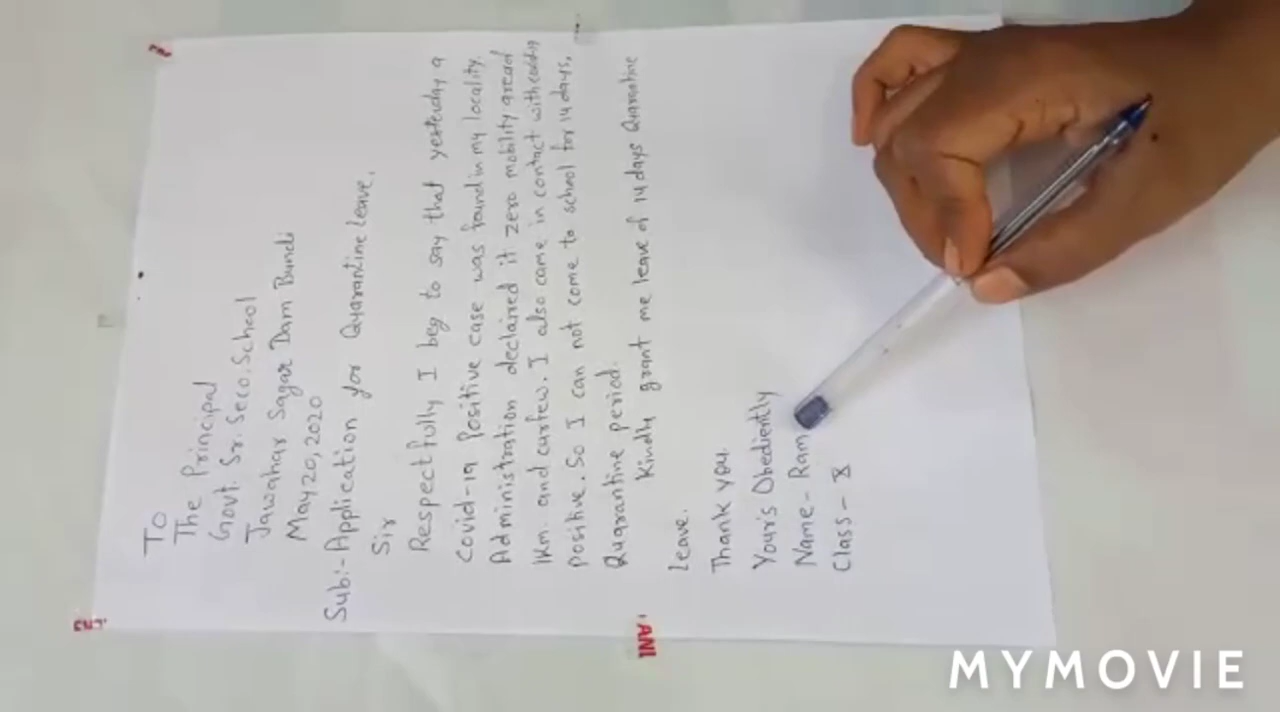 To
The Principal
Govt. Sr. Seco. School
Jawahar Sagar Dam Bundi
May 20, 2020
Sub:- Application for Quarantine leave.
Sir
Respectfully I beg to say that yesterday a
Covid-19 positive case was found in my locality.
Administration declared it zero mobility area of
1Km. and carfew. I also came in contact with covid19
positive. So I can not come to school for 14 days,
Quarantine period.
Kindly grant me leave of 14 days Quarantine
leave.
Thank you.
Your's Obediently
Name - Ram
Class -
ANI
MYMOVIE